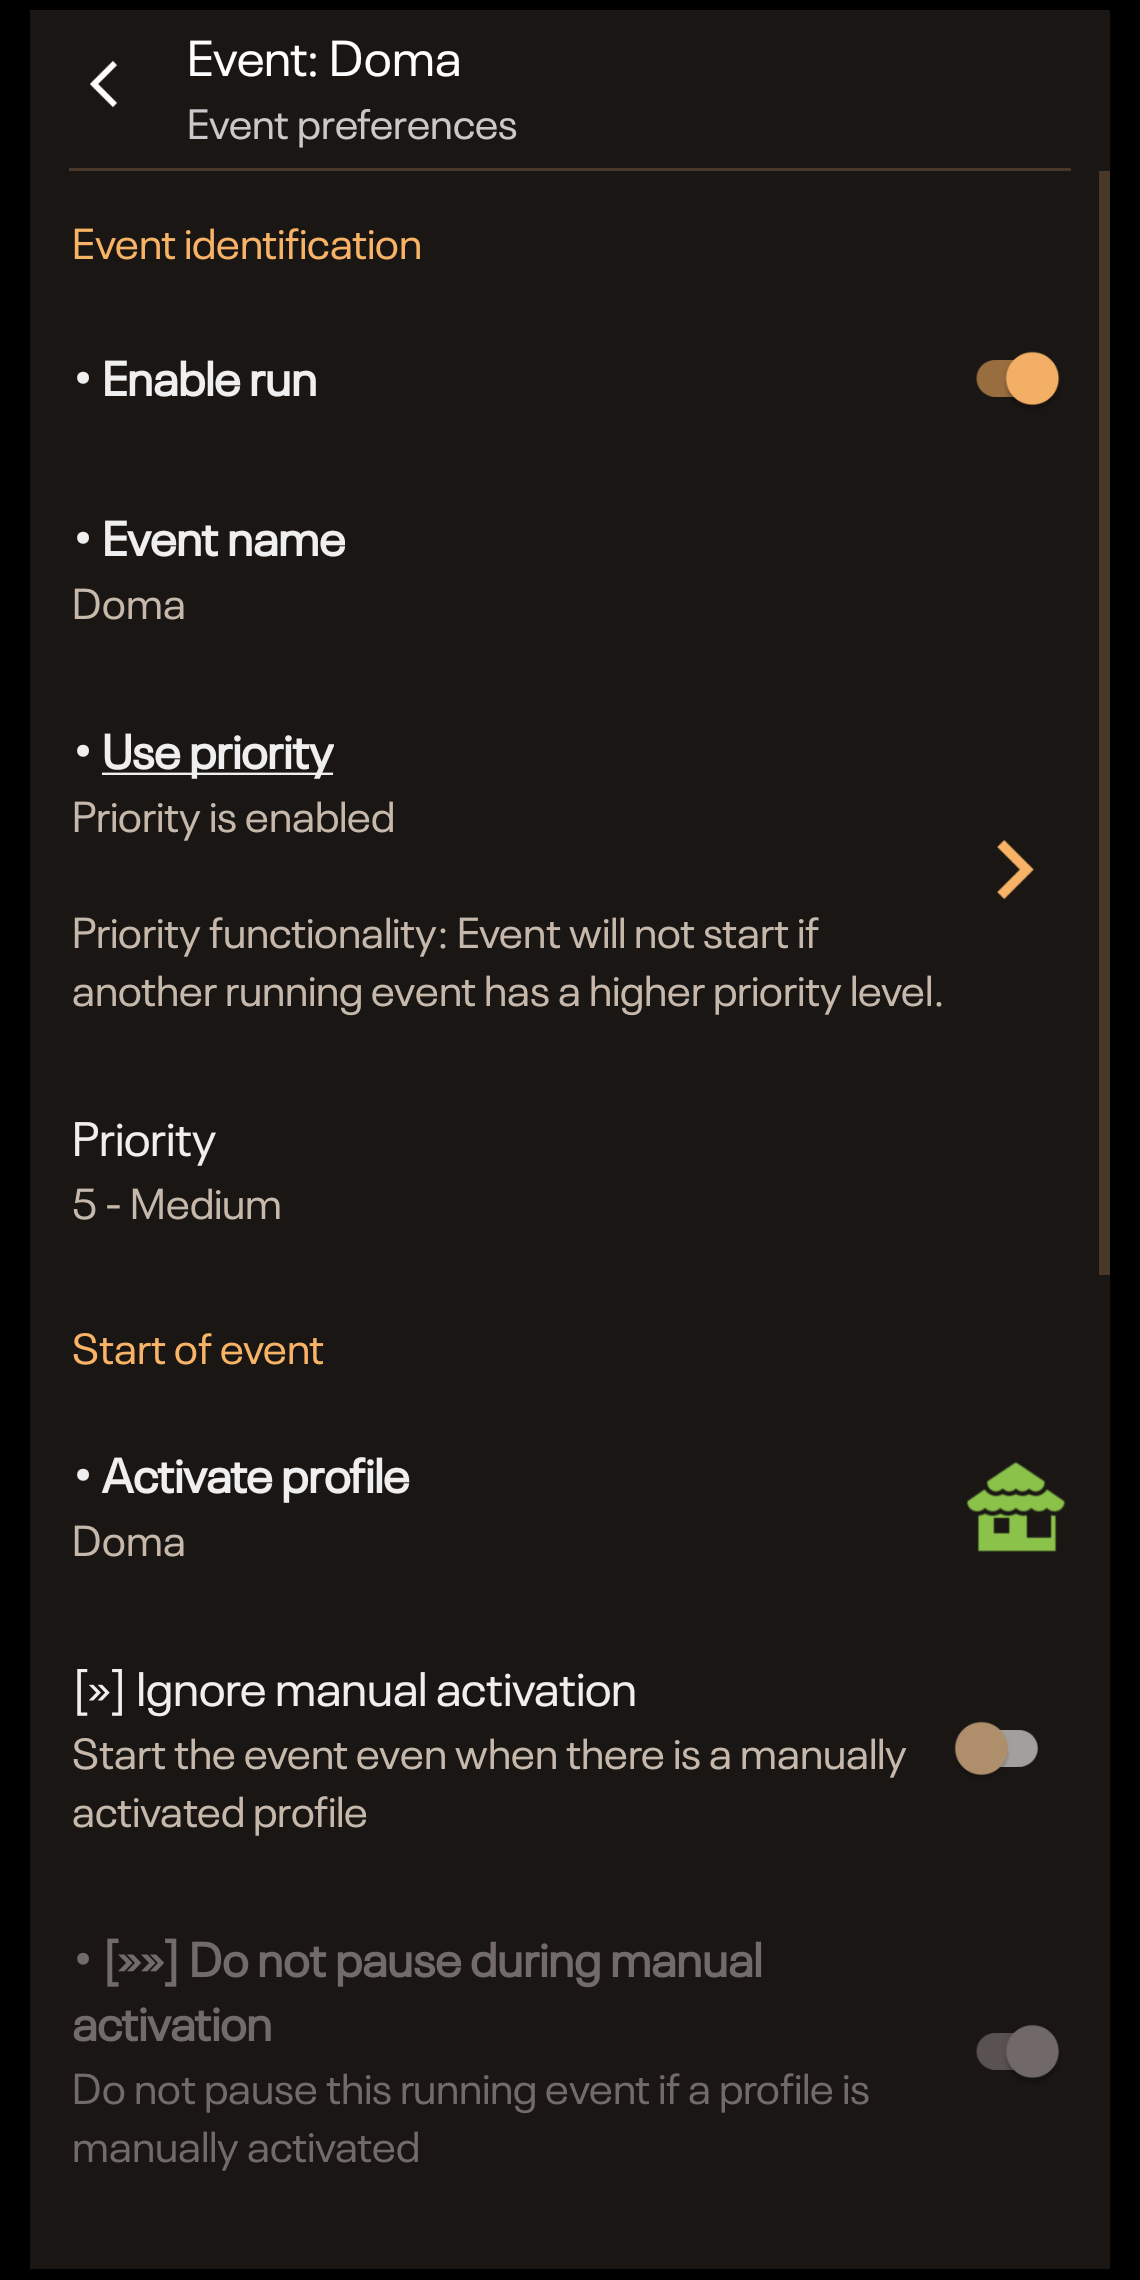 Event: Doma
Event preferences
Event identification
• Enable run
• Event name
Doma
• Use priority
Priority is enabled
Priority functionality: Event will not start if
another running event has a higher priority level.
Priority
5 - Medium
Start of event
• Activate profile
Doma
[»] Ignore manual activation
Start the event even when there is a manually
activated profile
• [»»] Do not pause during manual
activation
Do not pause this running event if a profile is
manually activated